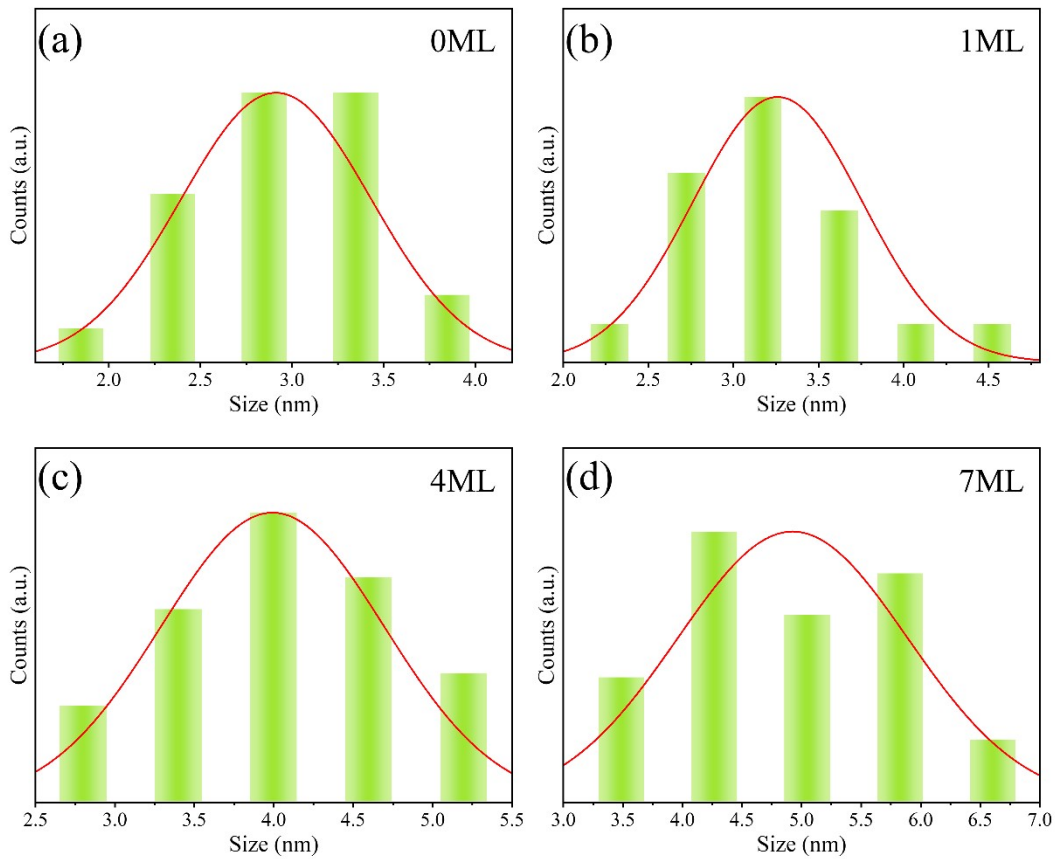 (a) 0ML
Counts (a.u.)
2.0 2.5 3.0 3.5 4.0
Size (nm)
(b) 1ML
Counts (a.u.)
2.0 2.5 3.0 3.5 4.0 4.5
Size (nm)
(c) 4ML
Counts (a.u.)
2.5 3.0 3.5 4.0 4.5 5.0 5.5
Size (nm)
(d) 7ML
Counts (a.u.)
3.0 3.5 4.0 4.5 5.0 5.5 6.0 6.5 7.0
Size (nm)